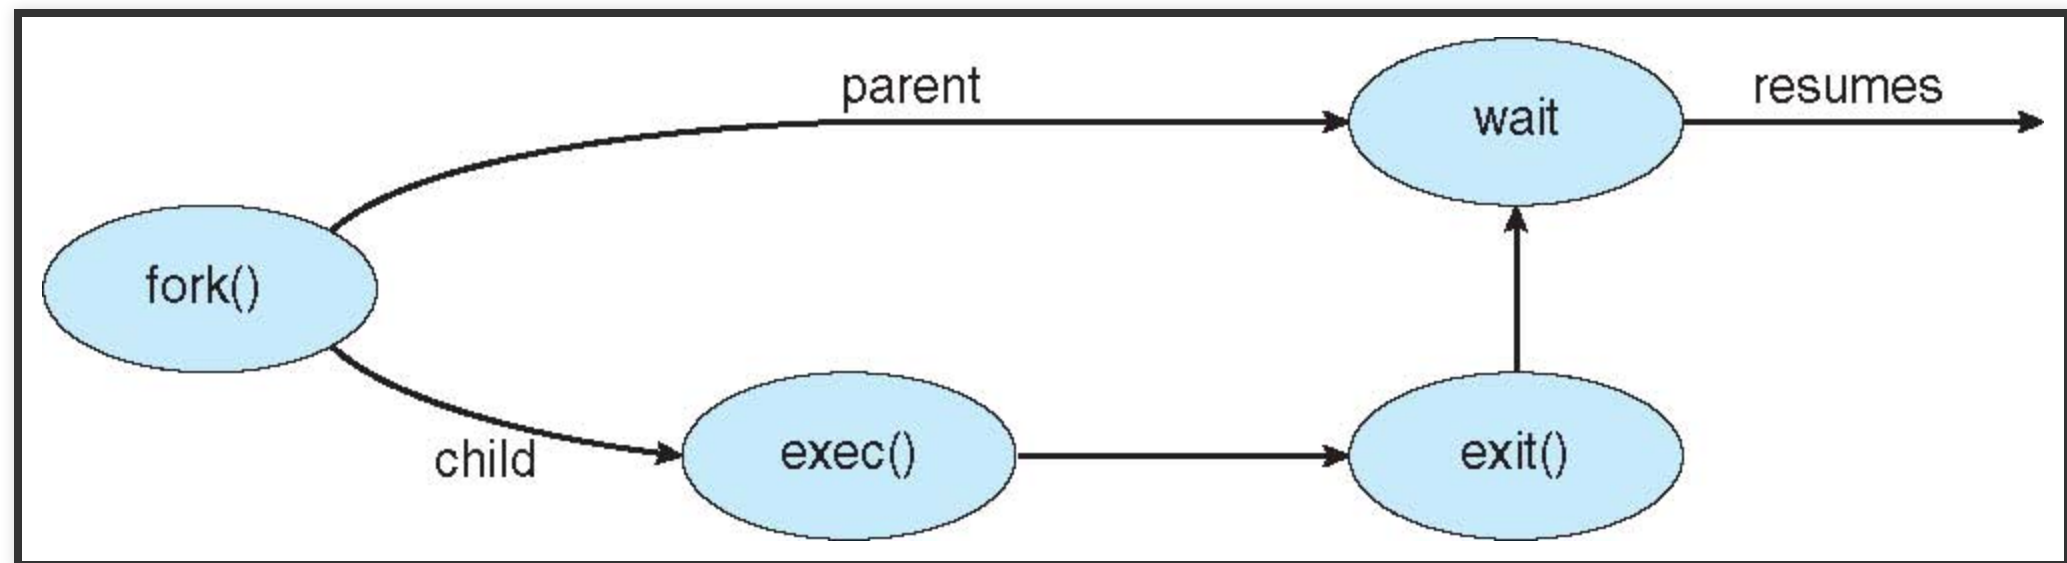 parent
resumes
wait
fork()
child
exec()
exit()